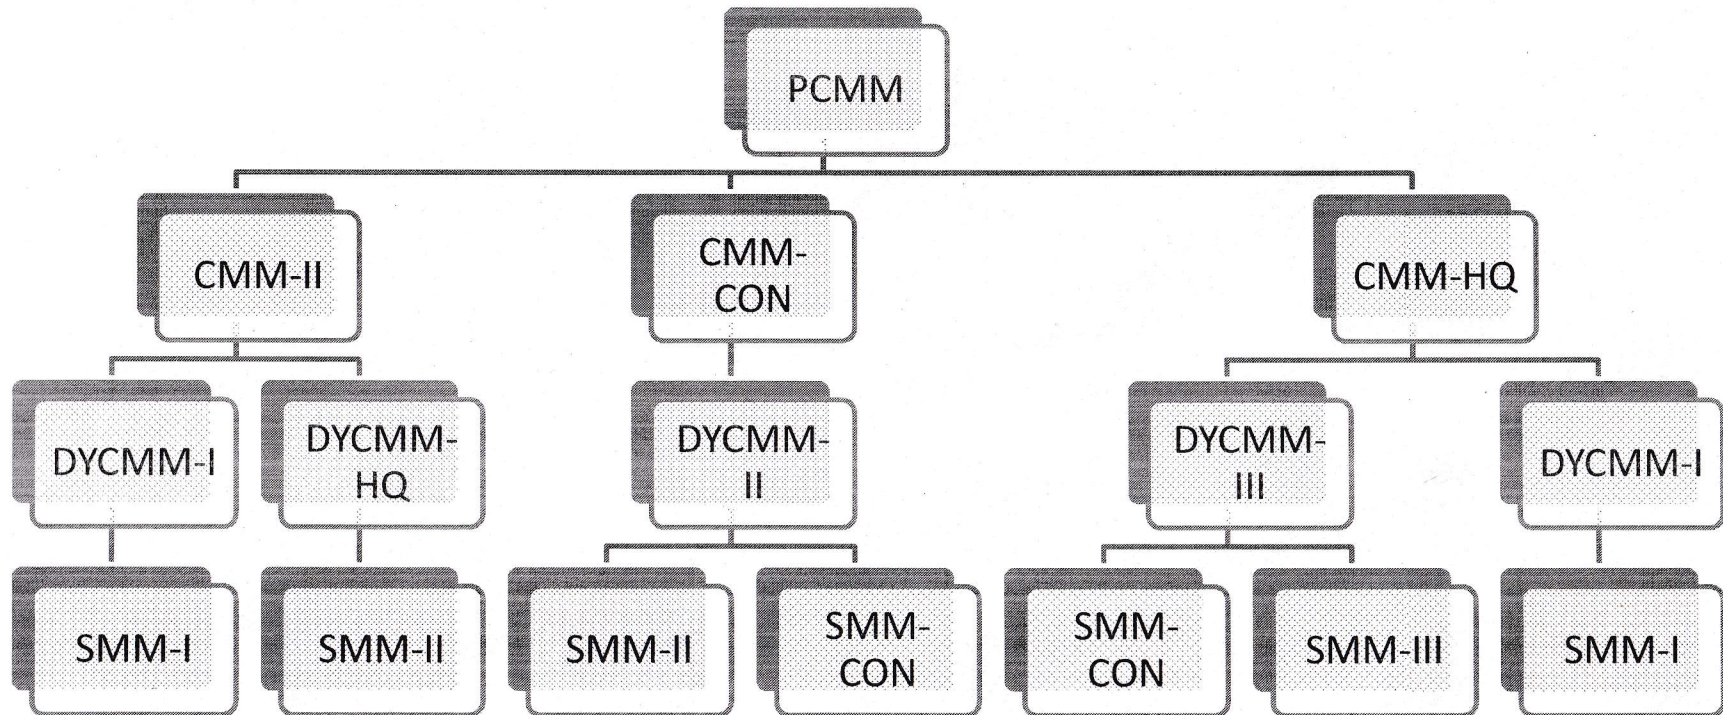 PCMM
CMM-II
CMM-
CON
CMM-HQ
DYCMM-I
DYCMM-
HQ
DYCMM-
II
DYCMM-
III
DYCMM-I
SMM-I
SMM-II
SMM-II
SMM-
CON
SMM-
CON
SMM-III
SMM-I